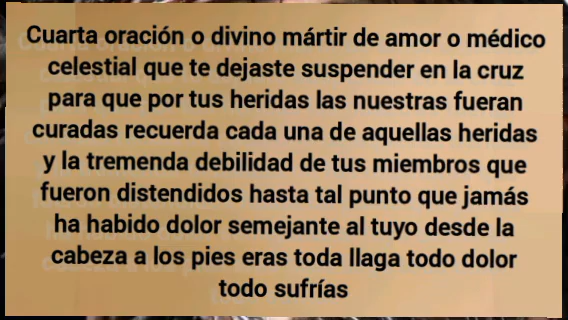 Cuarta oración o divino mártir de amor o médico
celestial que te dejaste suspender en la cruz
para que por tus heridas las nuestras fueran
curadas recuerda cada una de aquellas heridas
y la tremenda debilidad de tus miembros que
fueron distendidos hasta tal punto que jamás
ha habido dolor semejante al tuyo desde la
cabeza a los pies eras toda llaga todo dolor
todo sufrías